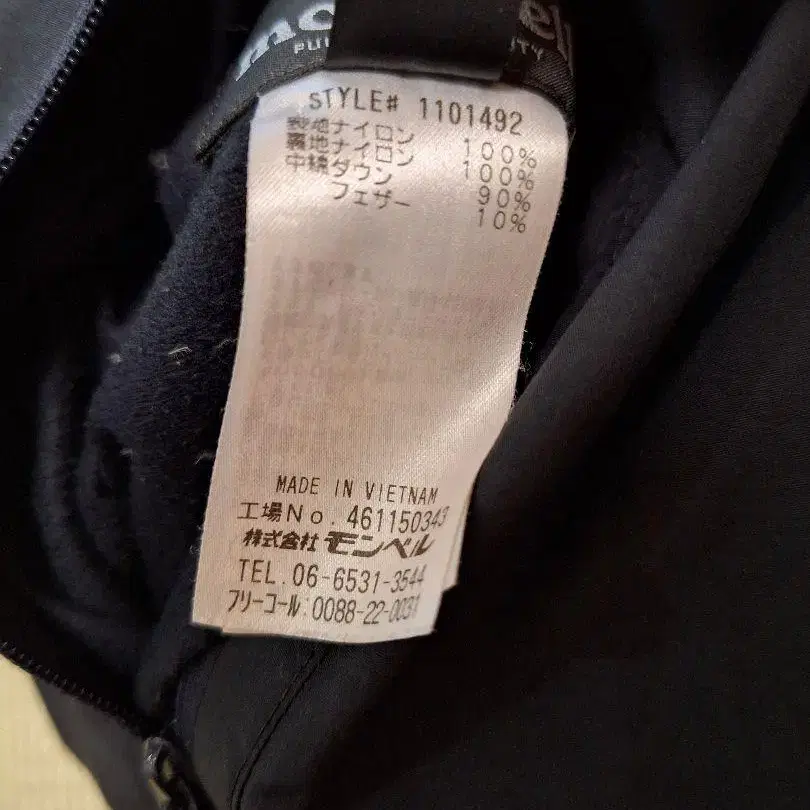 STYLE# 1101492
表地ナイロン 100%
裏地ナイロン 100%
中綿ダウン 90%
フェザー 10%
MADE IN VIETNAM
工場No. 461150343
株式会社モンベル
TEL.06-6531-3544
フリーコール:0088-22-0031